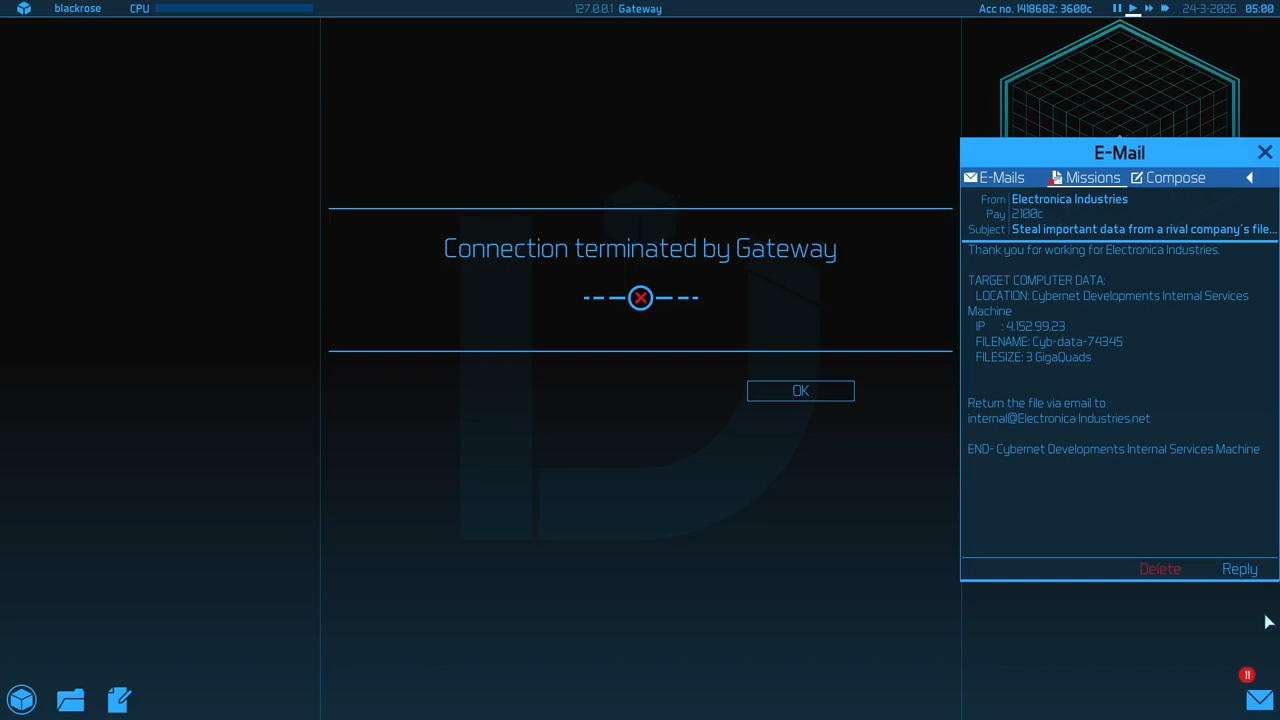 blackrose
CPU
127.0.0.1 Gateway
Acc no. 1418682: 3600c
24-3-2026 05:00
Connection terminated by Gateway
OK
E-Mail
E-Mails
Missions
Compose
From Electronica Industries
Pay 2100c
Subject Steal important data from a rival company's file...
Thank you for working for Electronica Industries.
TARGET COMPUTER DATA:
LOCATION: Cybernet Developments Internal Services
Machine
IP : 4.152.99.23
FILENAME: Cyb-data-74345
FILESIZE: 3 GigaQuads
Return the file via email to
internal@Electronica Industries.net
END- Cybernet Developments Internal Services Machine
Delete
Reply
11